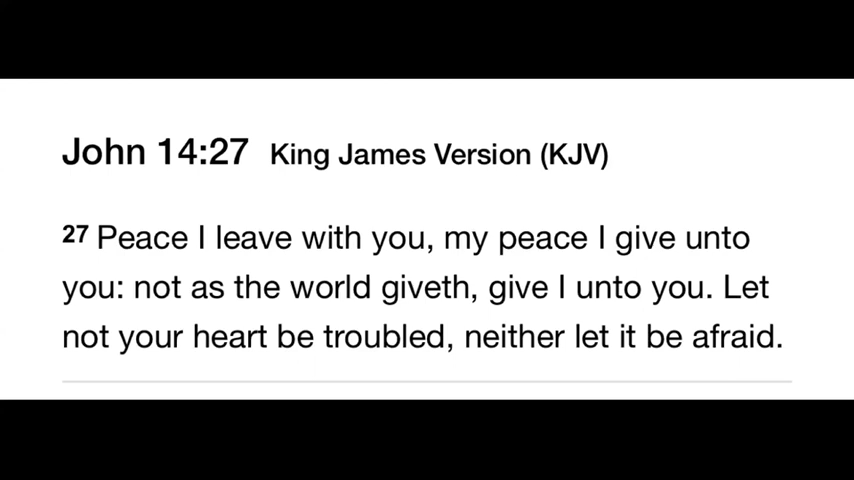 John 14:27 King James Version (KJV)
27 Peace I leave with you, my peace I give unto
you: not as the world giveth, give I unto you. Let
not your heart be troubled, neither let it be afraid.